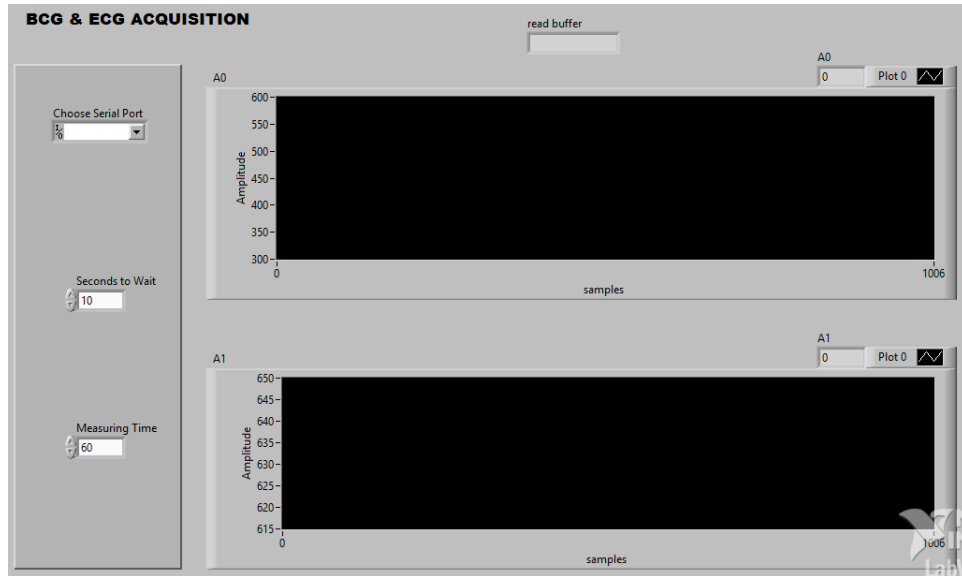 BCG & ECG ACQUISITION
read buffer
Choose Serial Port
Seconds to Wait
10
Measuring Time
60
A0
A0
0
Plot 0
600
550
500
450
400
350
300
Amplitude
0
1006
samples
A1
A1
0
Plot 0
650
645
640
635
630
625
620
615
Amplitude
0
1006
samples